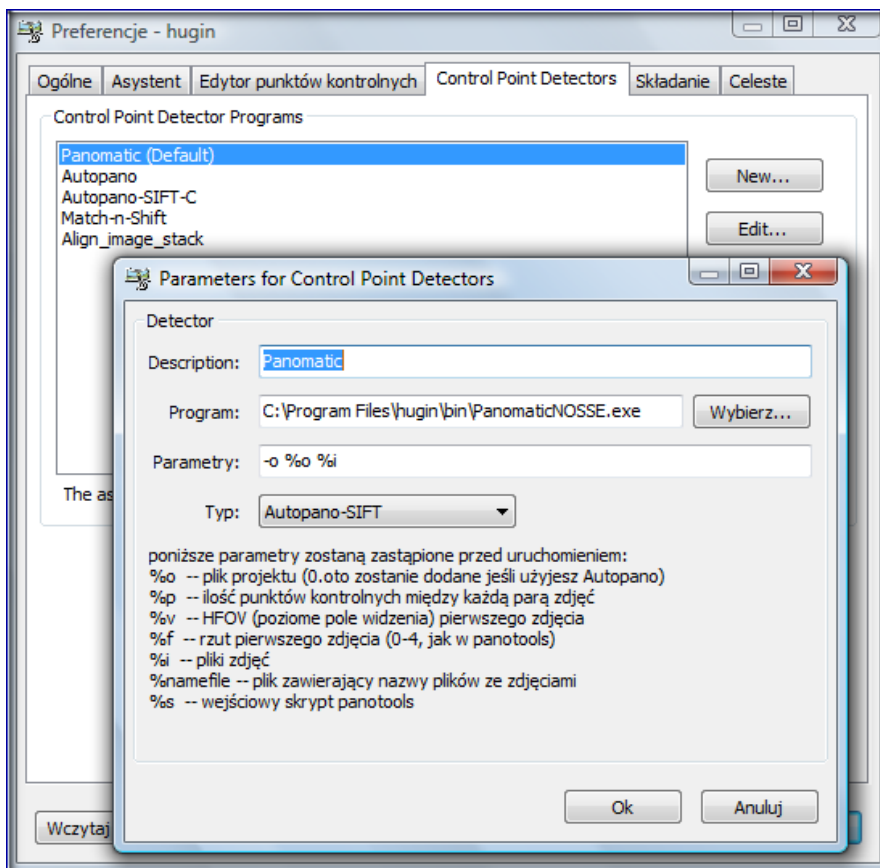 Preferencje - hugin
Ogólne Asystent Edytor punktów kontrolnych Control Point Detectors Składanie Celeste
Control Point Detector Programs
Panomatic (Default)
Autopano
Autopano-SIFT-C
Match-n-Shift
Align_image_stack
New...
Edit...
Parameters for Control Point Detectors
Detector
Description: Panomatic
Program: C:\Program Files\hugin\bin\PanomaticNOSSE.exe Wybierz...
Parametry: -o %o %i
The as
Typ: Autopano-SIFT
poniższe parametry zostaną zastąpione przed uruchomieniem:
%o -- plik projektu (0.oto zostanie dodane jeśli użyjesz Autopano)
%p -- ilość punktów kontrolnych między każdą parą zdjęć
%v -- HFOV (poziome pole widzenia) pierwszego zdjęcia
%f -- rzut pierwszego zdjęcia (0-4, jak w panotools)
%i -- pliki zdjęć
%namefile -- plik zawierający nazwy plików ze zdjęciami
%s -- wejściowy skrypt panotools
Ok Anuluj
Wczytaj